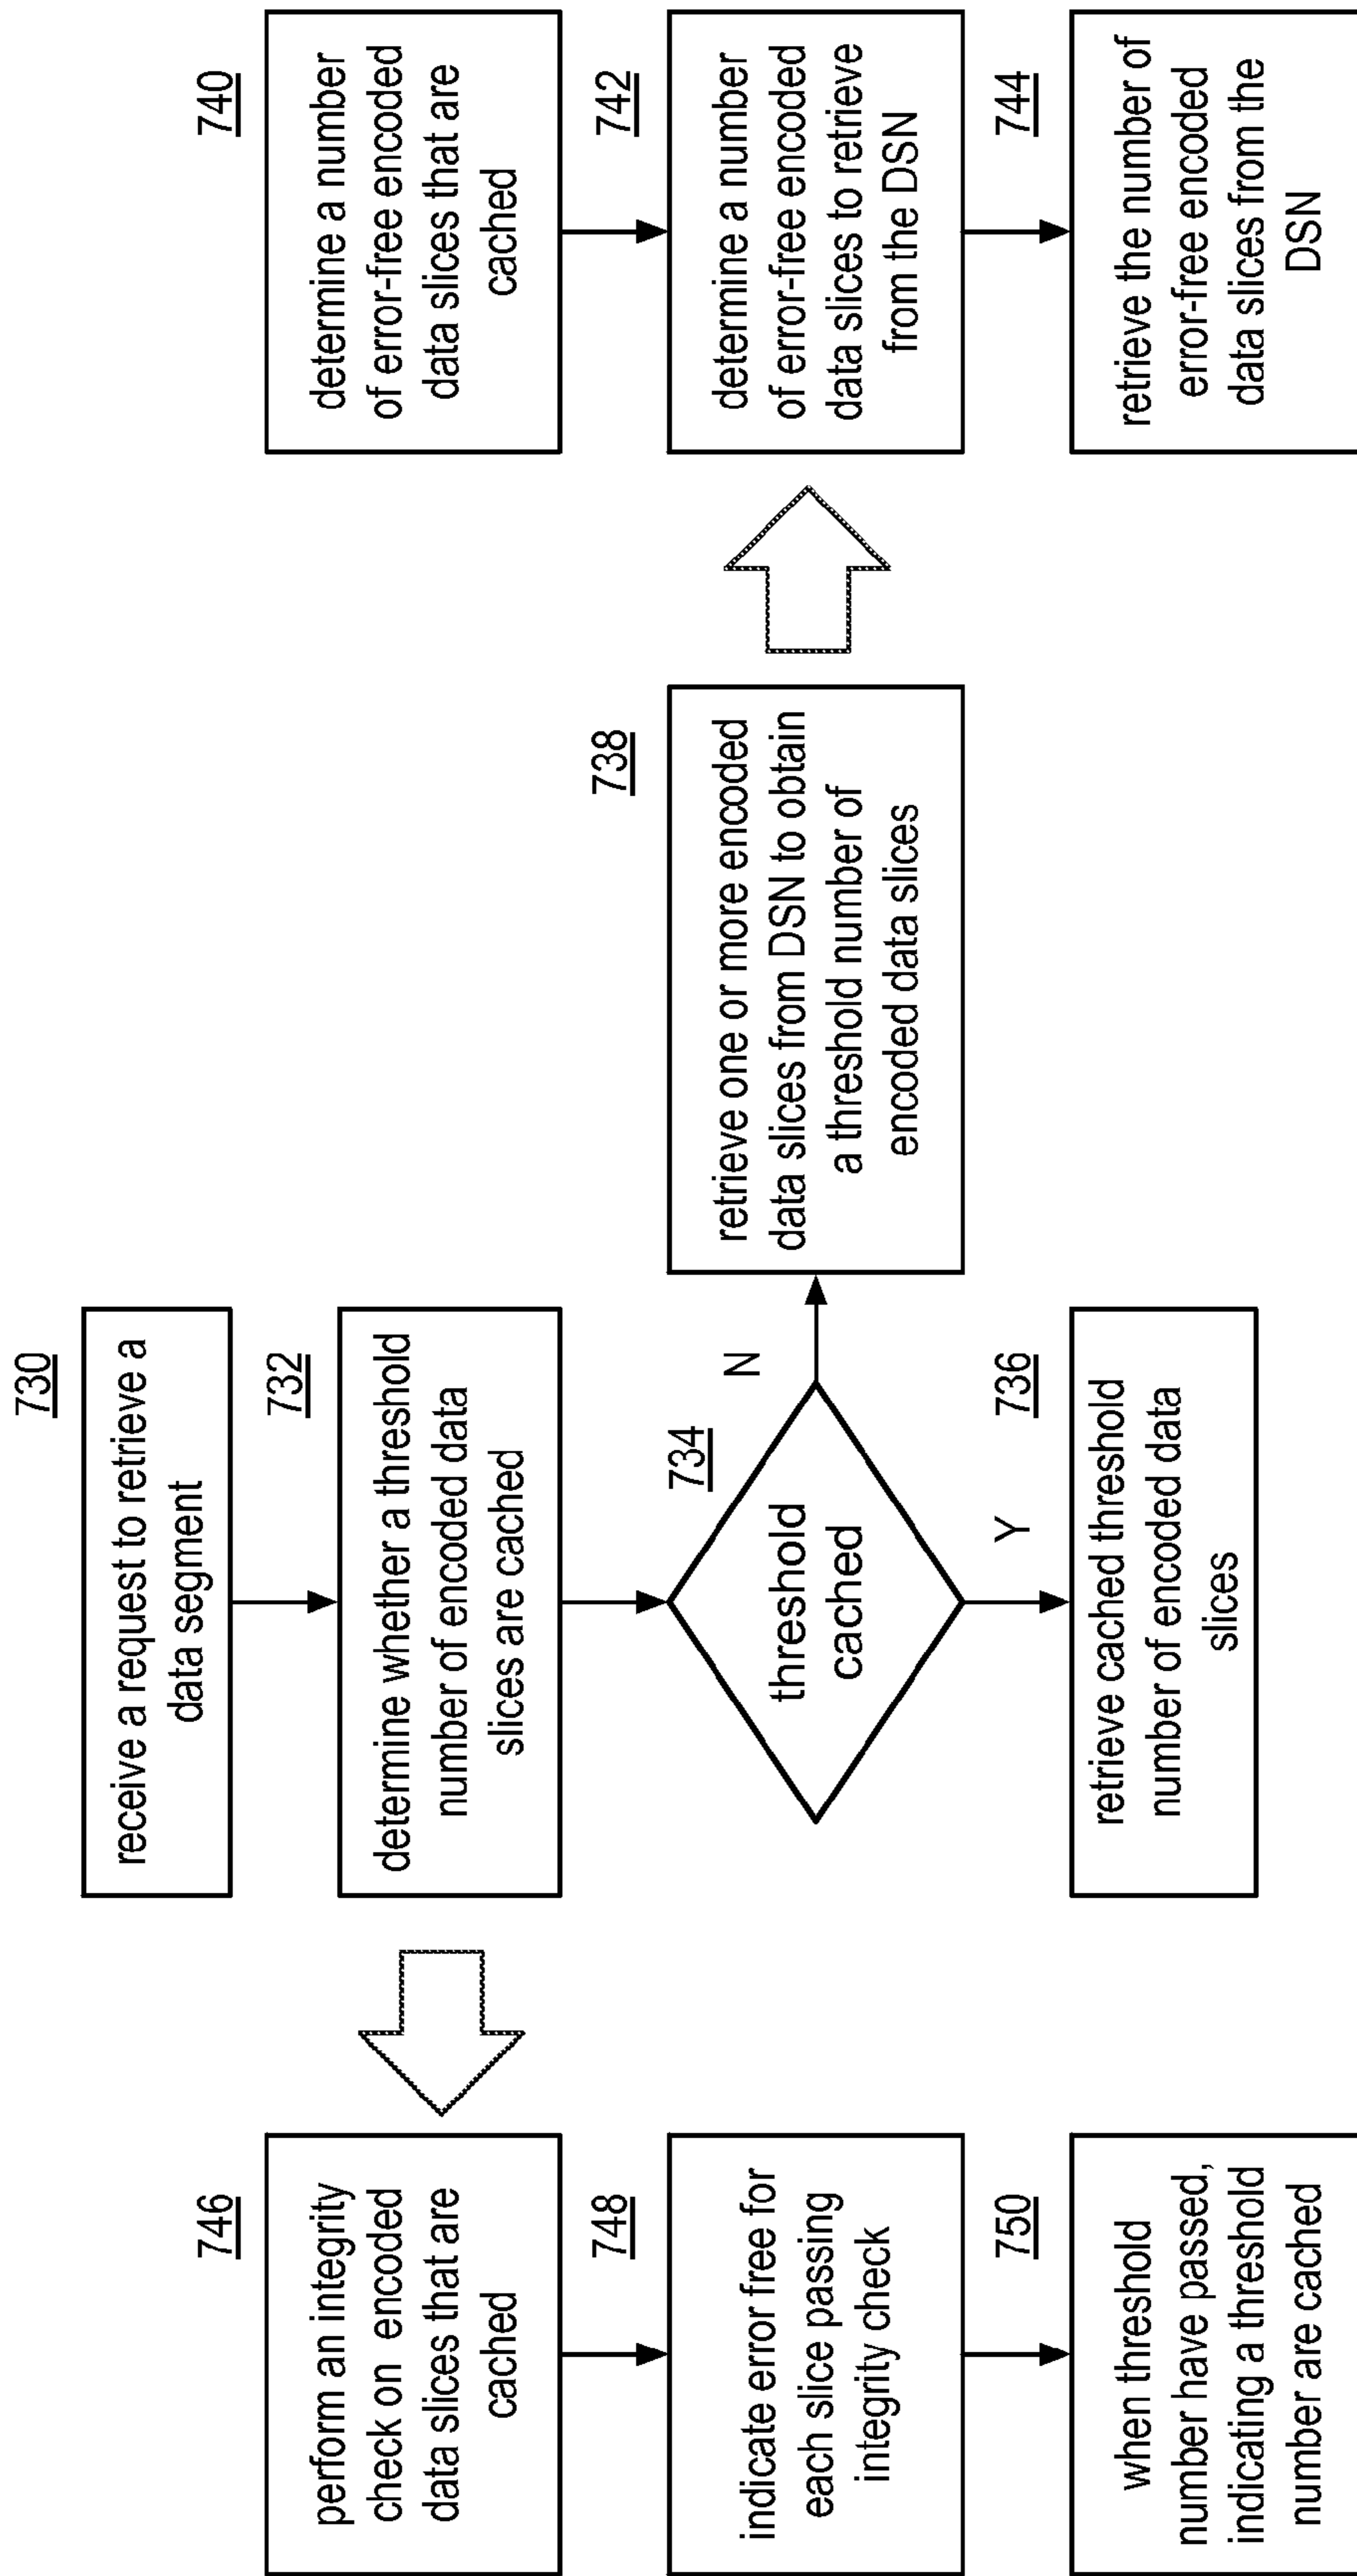 730
receive a request to retrieve a
data segment
732
determine whether a threshold
number of encoded data
slices are cached
734
threshold
cached
N
Y
736
retrieve cached threshold
number of encoded data
slices
738
retrieve one or more encoded
data slices from DSN to obtain
a threshold number of
encoded data slices
740
determine a number
of error-free encoded
data slices that are
cached
742
determine a number
of error-free encoded
data slices to retrieve
from the DSN
744
retrieve the number of
error-free encoded
data slices from the
DSN
746
perform an integrity
check on encoded
data slices that are
cached
748
indicate error free for
each slice passing
integrity check
750
when threshold
number have passed,
indicating a threshold
number are cached